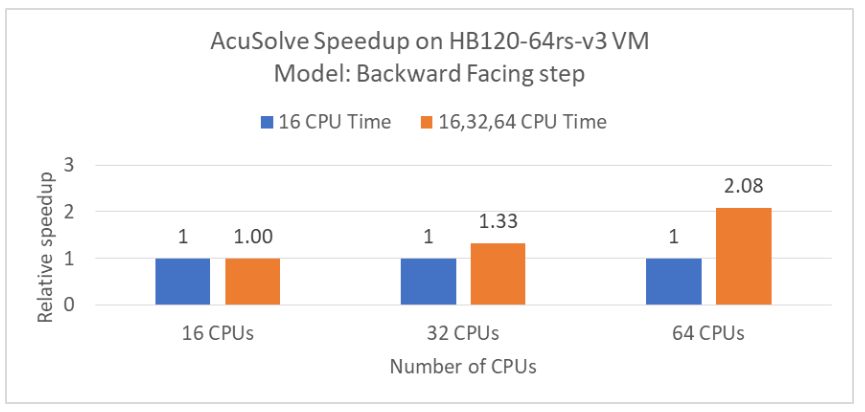 AcuSolve Speedup on HB120-64rs-v3 VM
Model: Backward Facing step
16 CPU Time 16,32,64 CPU Time
Relative speedup
3
2
1
0
1 1.00 1 1.33 1 2.08
16 CPUs 32 CPUs 64 CPUs
Number of CPUs